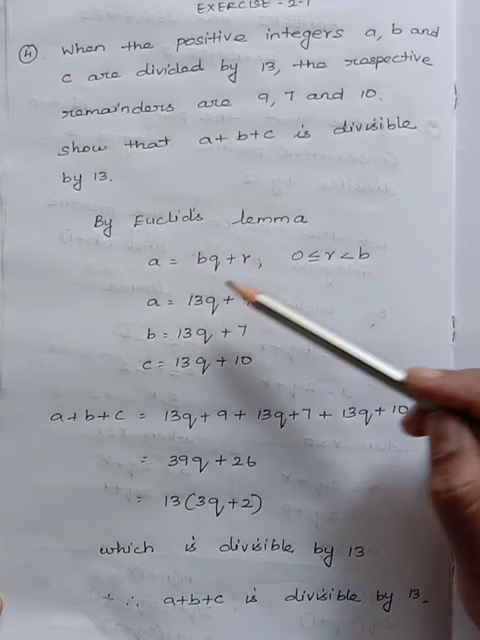 EXERCISE - 2.1
(4). When the positive integers a, b and
c are divided by 13, the raspective
remainders are 9, 7 and 10.
show that a+b+c is divisible
by 13.
By Euclid's lemma
a = bq + r, 0 ≤ r < b
a = 13q +
b = 13q + 7
c = 13q + 10
a+b+c = 13q+9+13q+7+13q+10
= 39q + 26
= 13(3q+2)
which is divisible by 13
∴ a+b+c is divisible by 13.